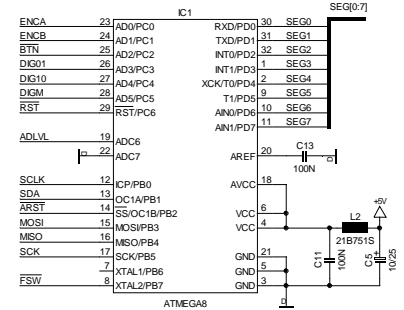 IC1 SEG[0:7]
ENCA 23 AD0/PC0 RXD/PD0 30 SEG0
ENCB 24 AD1/PC1 TXD/PD1 31 SEG1
BTN 25 AD2/PC2 INT0/PD2 32 SEG2
DIG01 26 AD3/PC3 INT1/PD3 1 SEG3
DIG10 27 AD4/PC4 XCK/T0/PD4 2 SEG4
DIGM 28 AD5/PC5 T1/PD5 9 SEG5
RST 29 RST/PC6 AIN0/PD6 10 SEG6
AIN1/PD7 11 SEG7
ADLVL 19 ADC6
22 ADC7 AREF 20 C13
100N
SCLK 12 ICP/PB0 AVCC 18
SDA 13 OC1A/PB1
ARST 14 SS/OC1B/PB2 VCC 6 L2 +5V
MOSI 15 MOSI/PB3 VCC 4
MISO 16 MISO/PB4 21B751S
SCK 17 SCK/PB5 GND 21
7 XTAL1/PB6 GND 5 C11 100N C5 10/25
FSW 8 XTAL2/PB7 GND 3
ATMEGA8 D